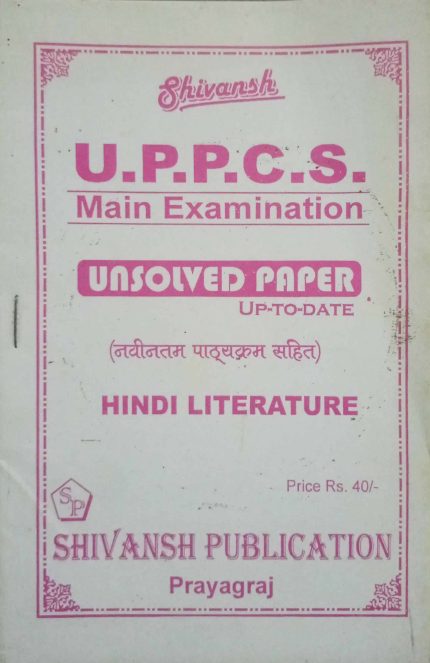 Shivansh
U.P.P.C.S.
Main Examination
UNSOLVED PAPER
UP-TO-DATE
(नवीनतम पाठ्यक्रम सहित)
HINDI LITERATURE
Price Rs. 40/-
SP
SHIVANSH PUBLICATION
Prayagraj